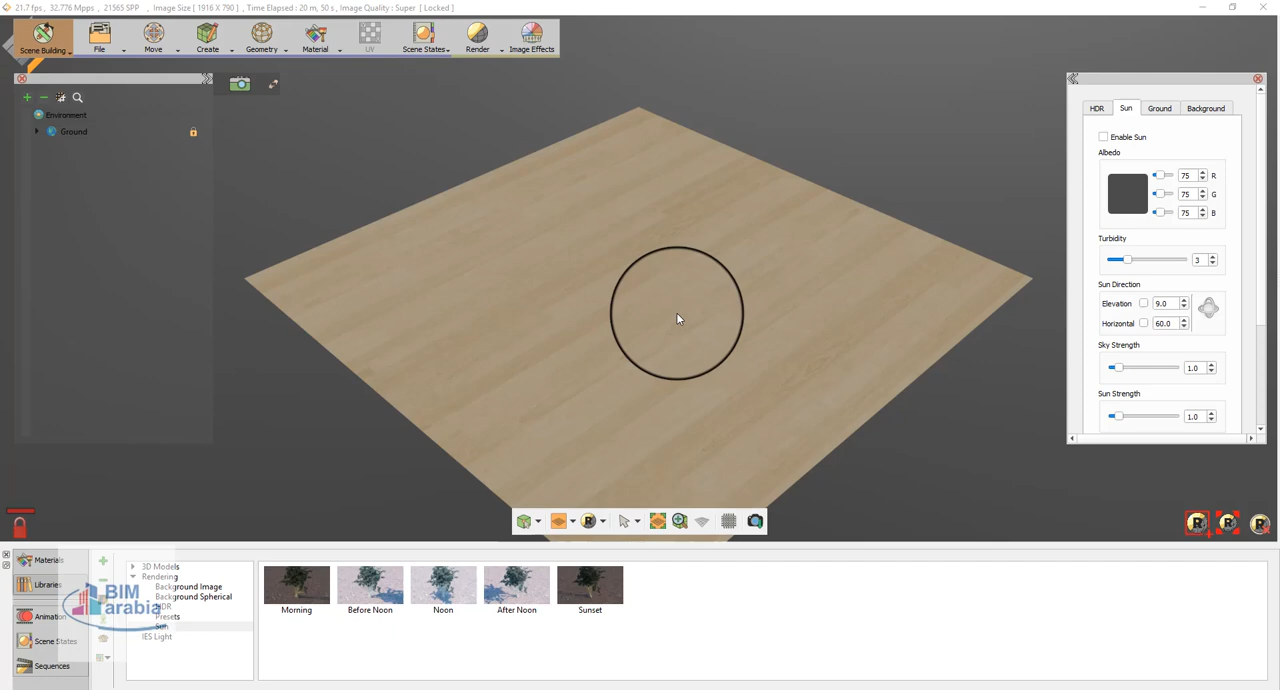 21.7 fps , 32.776 Mpps , 21565 SPP , Image Size [ 1916 X 790 ] , Time Elapsed : 20 m, 50 s , Image Quality : Super [ Locked ]
Scene Building
File
Move
Create
Geometry
Material
UV
Scene States
Render
Image Effects
Environment
Ground
HDR
Sun
Ground
Background
Enable Sun
Albedo
75 R
75 G
75 B
Turbidity
3
Sun Direction
Elevation 9.0
Horizontal 60.0
Sky Strength
1.0
Sun Strength
1.0
Materials
Libraries
Animation
Scene States
Sequences
BIM
arabia
3D Models
Rendering
Background Image
Background Spherical
HDR
Presets
Sun
IES Light
Morning
Before Noon
Noon
After Noon
Sunset